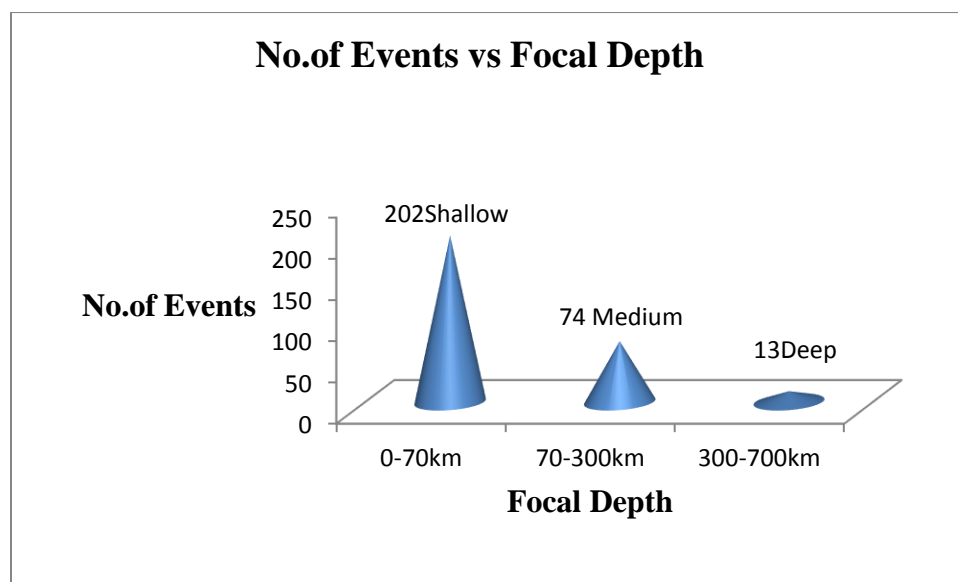 No.of Events vs Focal Depth
250
200
150
100
50
0
No.of Events
202Shallow
74 Medium
13Deep
0-70km
70-300km
300-700km
Focal Depth